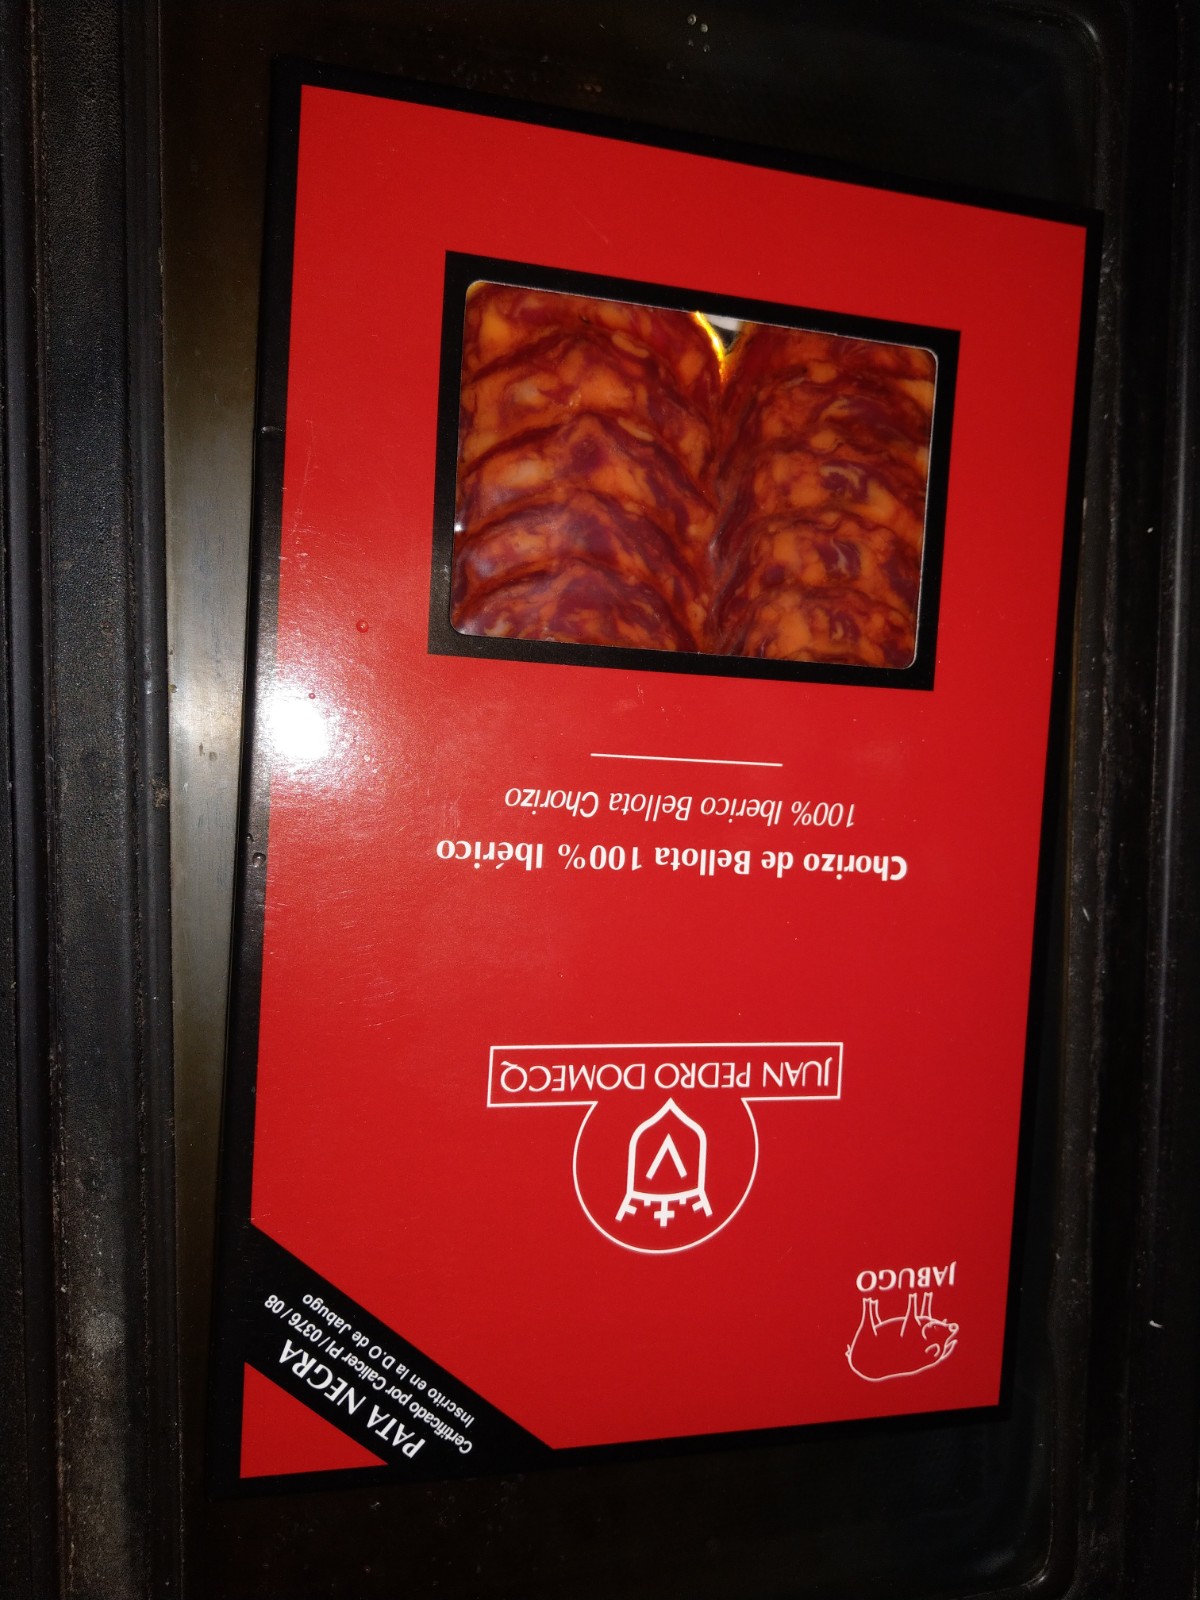 PATA NEGRA
Certificado por Calicer PI / 0376 / 08
Inscrito en la D.O de Jabugo
JABUGO
JUAN PEDRO DOMECQ
Chorizo de Bellota 100% Ibérico
100% Iberico Bellota Chorizo